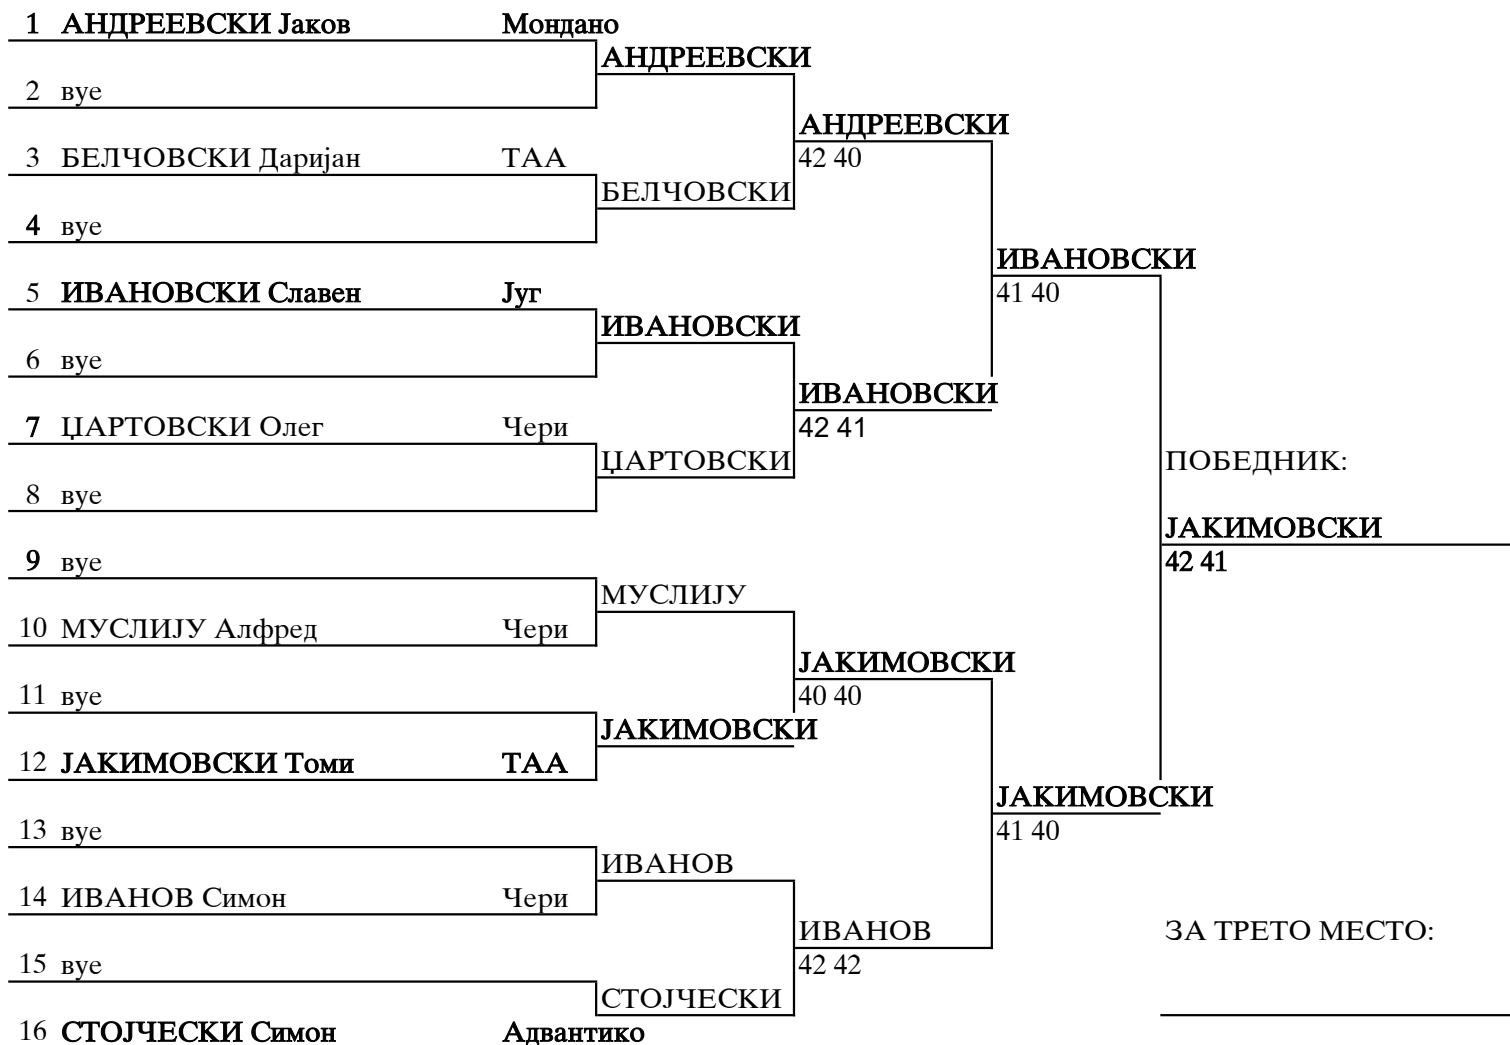 1 АНДРЕЕВСКИ Јаков Мондано
АНДРЕЕВСКИ
2 вуе
АНДРЕЕВСКИ
3 БЕЛЧОВСКИ Даријан ТАА 42 40
БЕЛЧОВСКИ
4 вуе
ИВАНОВСКИ
5 ИВАНОВСКИ Славен Југ 41 40
ИВАНОВСКИ
6 вуе
ИВАНОВСКИ
7 ЏАРТОВСКИ Олег Чери 42 41
ЏАРТОВСКИ ПОБЕДНИК:
8 вуе
ЈАКИМОВСКИ
9 вуе 42 41
МУСЛИЈУ
10 МУСЛИЈУ Алфред Чери
ЈАКИМОВСКИ
11 вуе 40 40
ЈАКИМОВСКИ
12 ЈАКИМОВСКИ Томи ТАА
ЈАКИМОВСКИ
13 вуе 41 40
ИВАНОВ
14 ИВАНОВ Симон Чери
ИВАНОВ ЗА ТРЕТО МЕСТО:
15 вуе 42 42
СТОЈЧЕСКИ
16 СТОЈЧЕСКИ Симон Адвантико